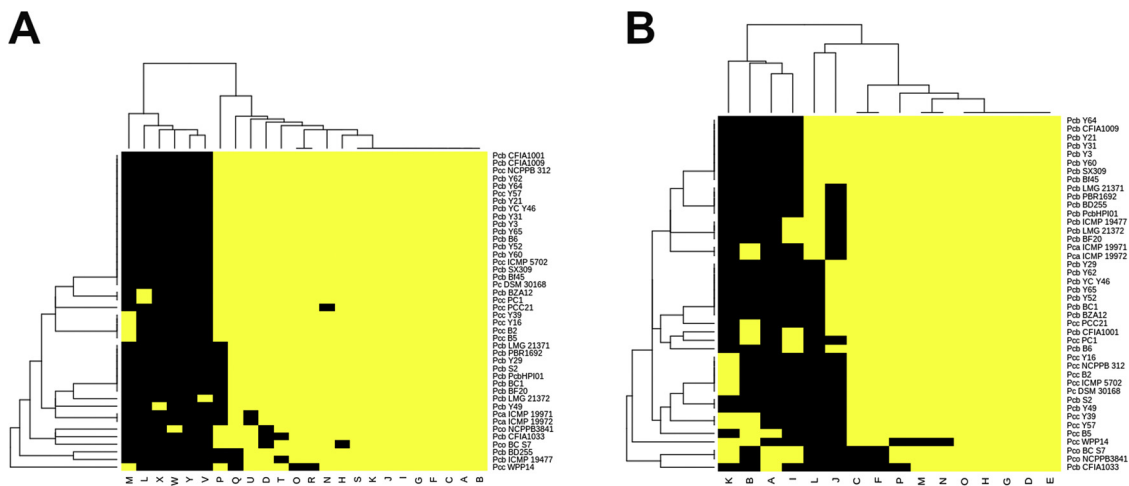 A
Pcb CFIA1001
Pcb CFIA1009
Pcc NCPPB 312
Pcb Y62
Pcb Y64
Pcc Y57
Pcb Y21
Pcb YC Y46
Pcb Y31
Pcb Y3
Pcb Y65
Pcb B6
Pcb Y52
Pcb Y60
Pcc ICMP 5702
Pcb SX309
Pcb Bf45
Pc DSM 30168
Pcb BZA12
Pcc PC1
Pcc PCC21
Pcc Y39
Pcc Y16
Pcc B2
Pcc B5
Pcb LMG 21371
Pcb PBR1692
Pcb Y29
Pcb S2
Pcb PcbHPI01
Pcb BC1
Pcb BF20
Pcb LMG 21372
Pcb Y49
Pca ICMP 19971
Pca ICMP 19972
Pco NCPPB3841
Pcb CFIA1033
Pco BC S7
Pcb BD255
Pcb ICMP 19477
Pcc WPP14
M L X W Y V P Q U D T O R N H S K J I G F C A B
B
Pcb Y64
Pcb CFIA1009
Pcb Y21
Pcb Y31
Pcb Y3
Pcb Y60
Pcb SX309
Pcb Bf45
Pcb LMG 21371
Pcb PBR1692
Pcb BD255
Pcb PcbHPI01
Pcb ICMP 19477
Pcb LMG 21372
Pcb BF20
Pca ICMP 19971
Pca ICMP 19972
Pcb Y29
Pcb Y62
Pcb YC Y46
Pcb Y65
Pcb Y52
Pcb BC1
Pcb BZA12
Pcc PCC21
Pcb CFIA1001
Pcc PC1
Pcb B6
Pcc Y16
Pcc NCPPB 312
Pcc B2
Pcc ICMP 5702
Pc DSM 30168
Pcb S2
Pcb Y49
Pcc Y39
Pcc Y57
Pcc B5
Pcc WPP14
Pco BC S7
Pco NCPPB3841
Pcb CFIA1033
K B A I L J C F P M N O H G D E